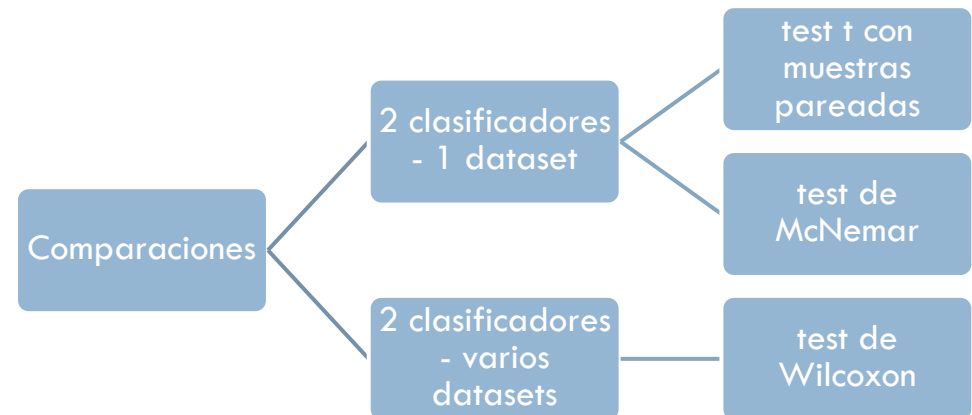 Comparaciones
2 clasificadores
- 1 dataset
test t con
muestras
pareadas
test de
McNemar
2 clasificadores
- varios
datasets
test de
Wilcoxon